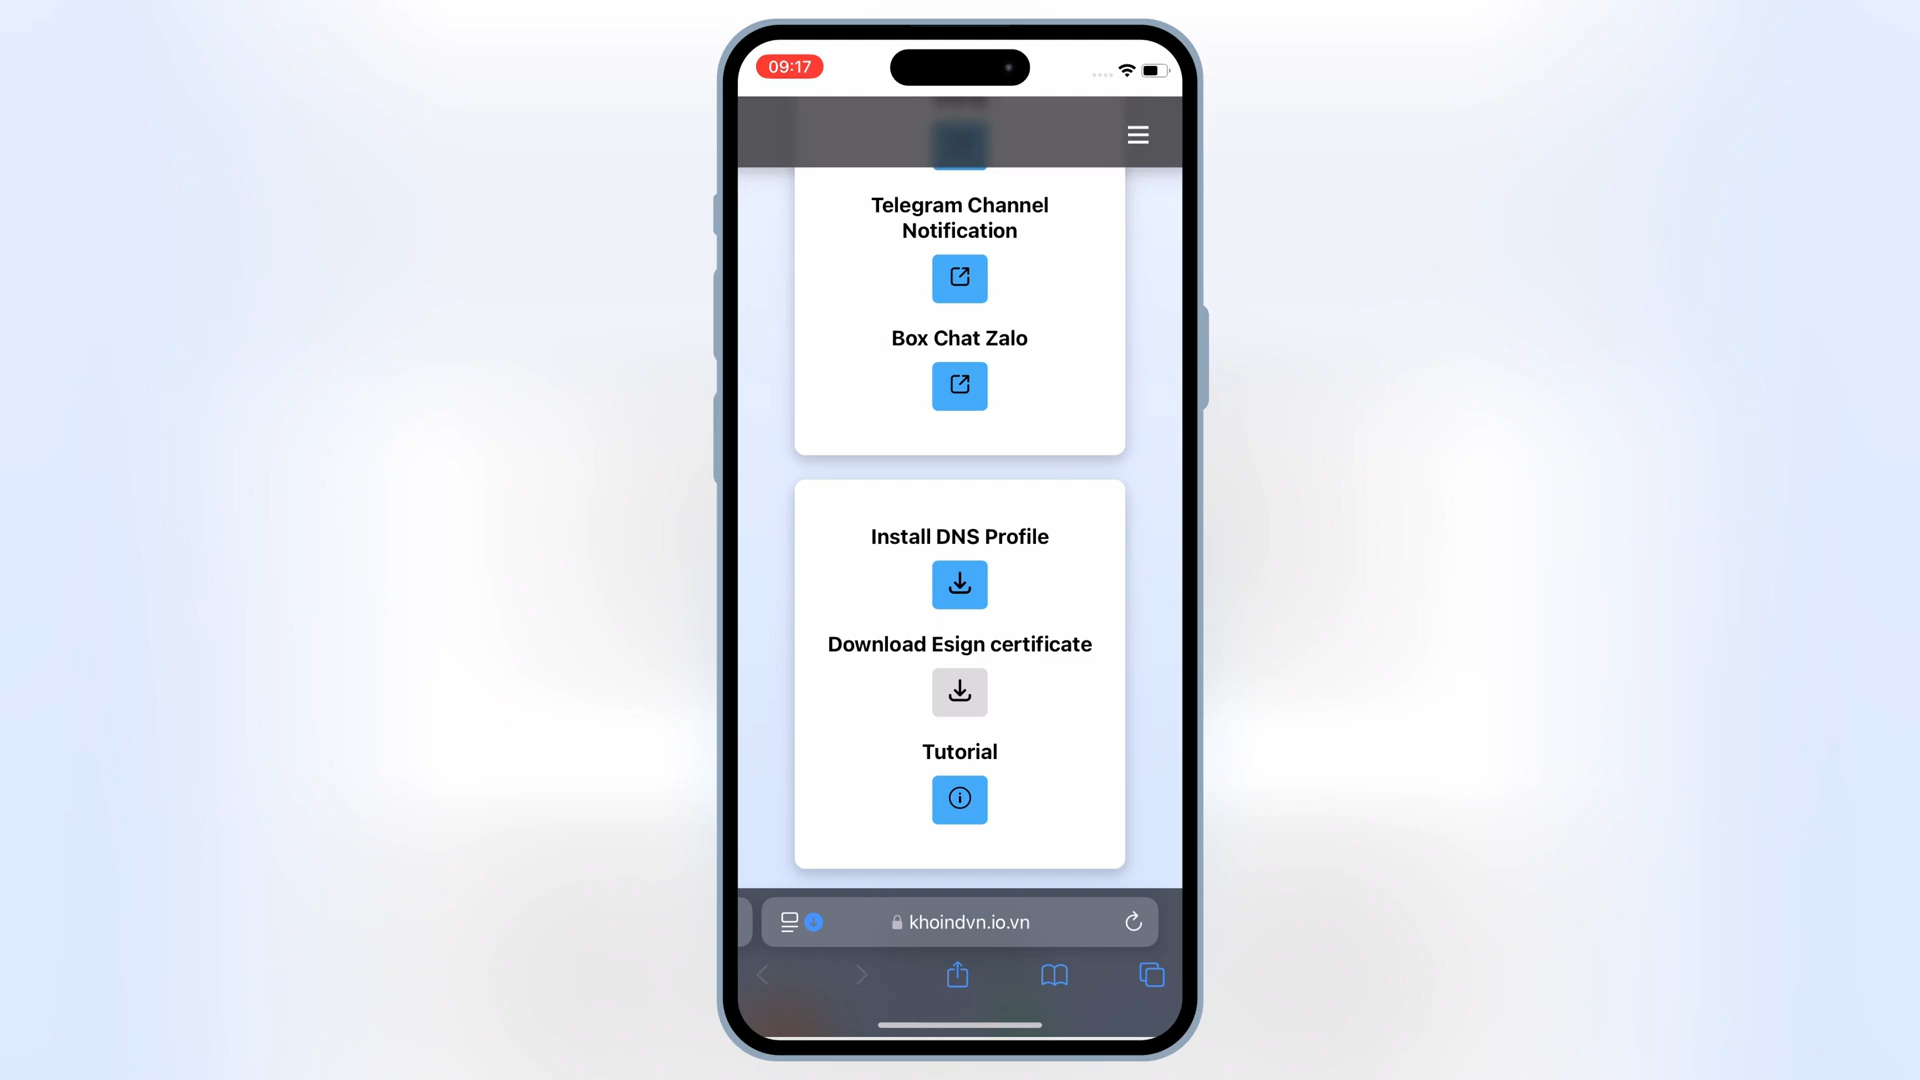 09:17
Telegram Channel
Notification
Box Chat Zalo
Install DNS Profile
Download Esign certificate
Tutorial
khoindvn.io.vn